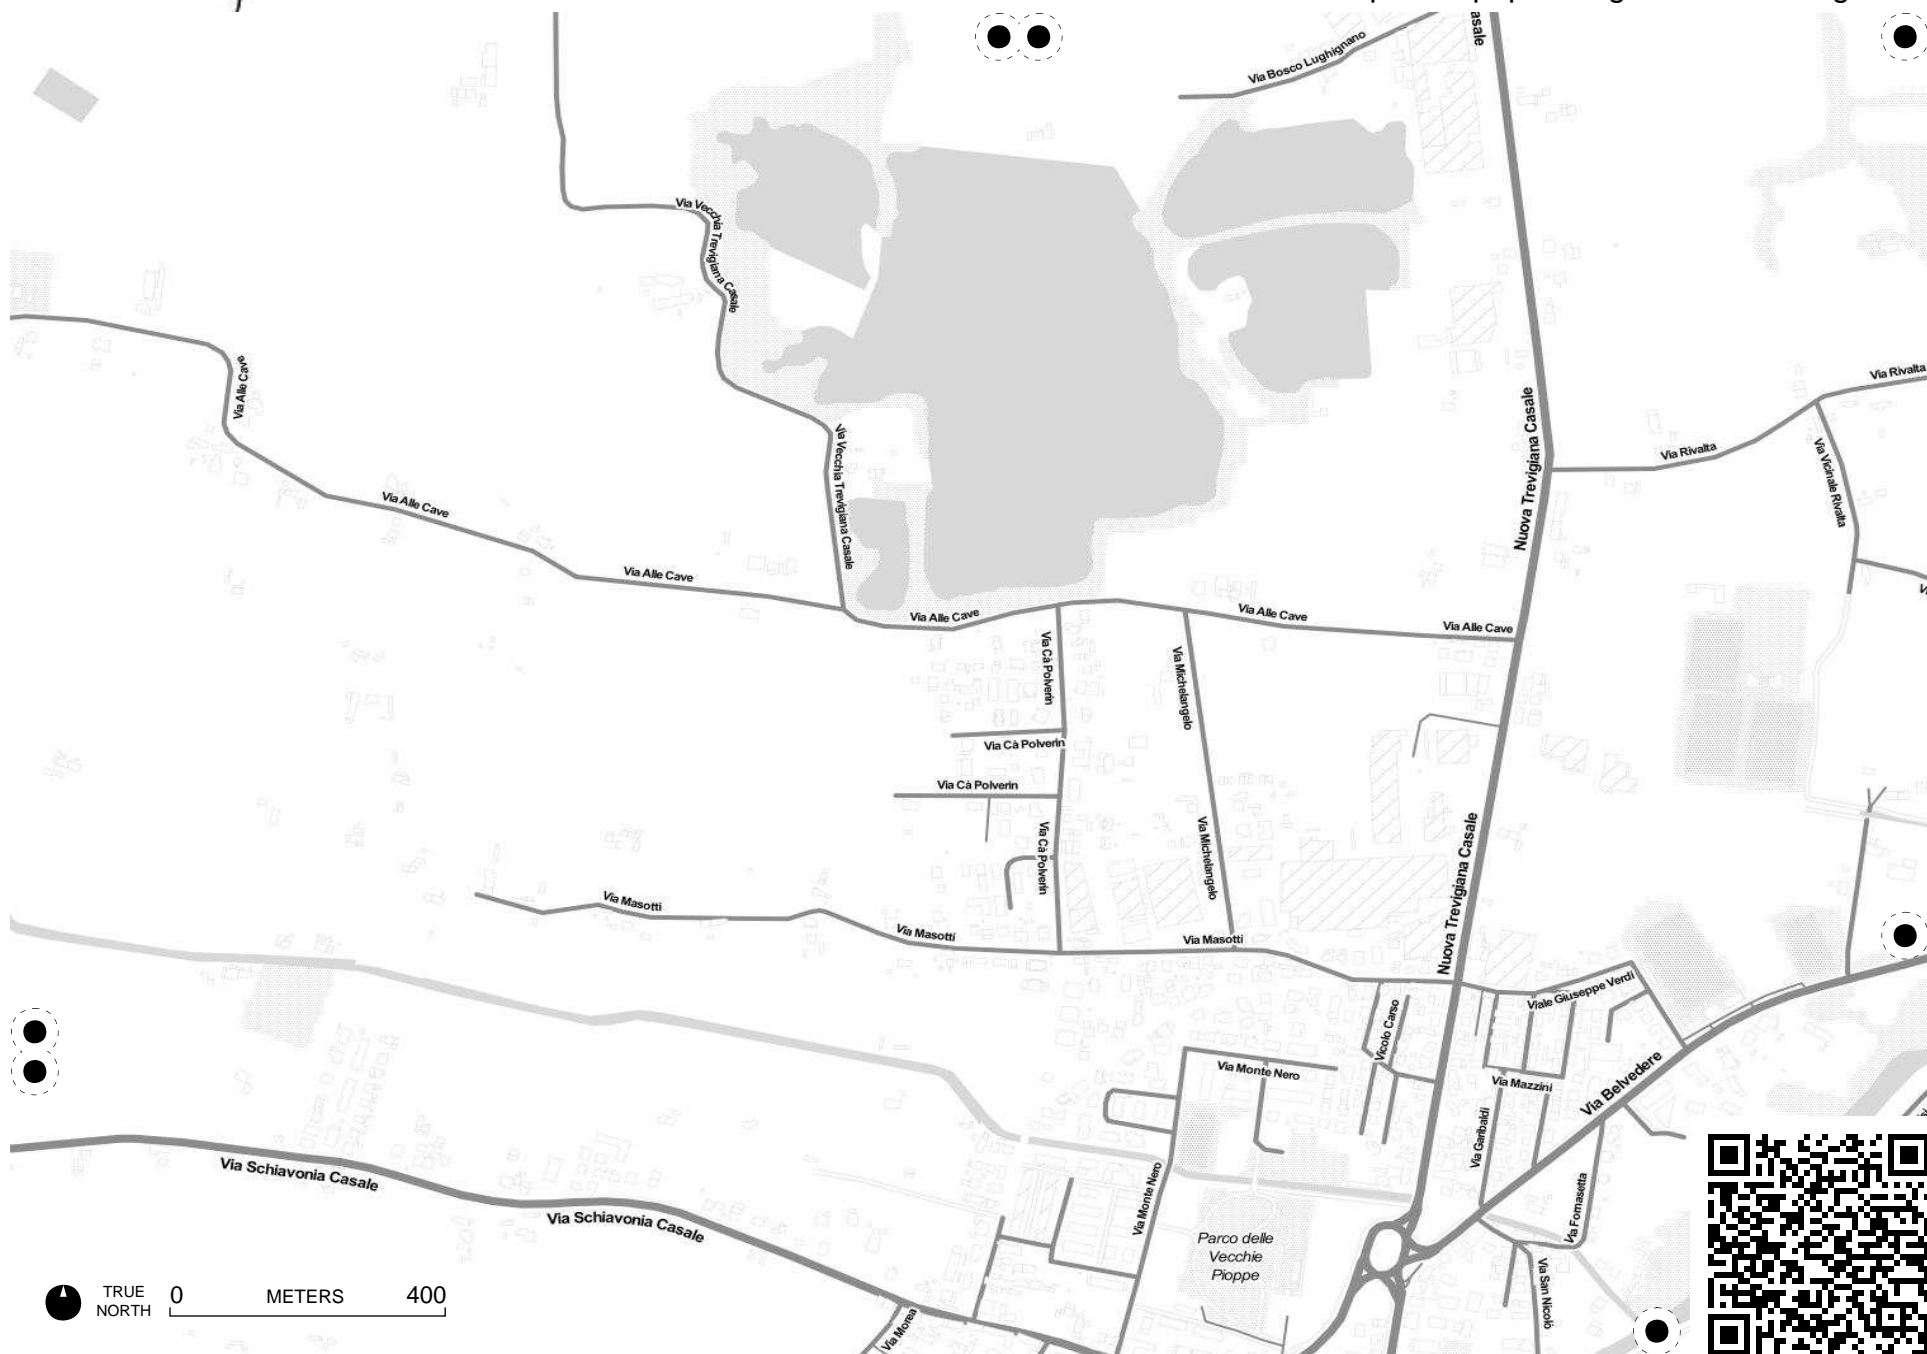 Via Bosco Lughignano
Via Vecchia Trevigiana Casale
Via Alle Cave
Via Rivalta
Nuova Trevigiana Casale
Via Rivalta
Via Vicinale Rivalta
Via Vecchia Trevigiana Casale
Via Alle Cave
Via Alle Cave
Via Alle Cave
Via Alle Cave
Via Alle Cave
Via Cà Polverin
Via Michelangelo
Via Cà Polverin
Via Cà Polverin
Via Cà Polverin
Via Michelangelo
Nuova Trevigiana Casale
Via Masotti
Via Masotti
Via Masotti
Viale Giuseppe Verdi
Vicolo Carso
Via Monte Nero
Via Mazzini
Via Belvedere
Via Garibaldi
Via Schiavonia Casale
Via Monte Nero
Via Schiavonia Casale
Via Fornasetta
Parco delle
Vecchie
Pioppe
Via San Nicolò
Via Morea
TRUE
NORTH
0 METERS 400